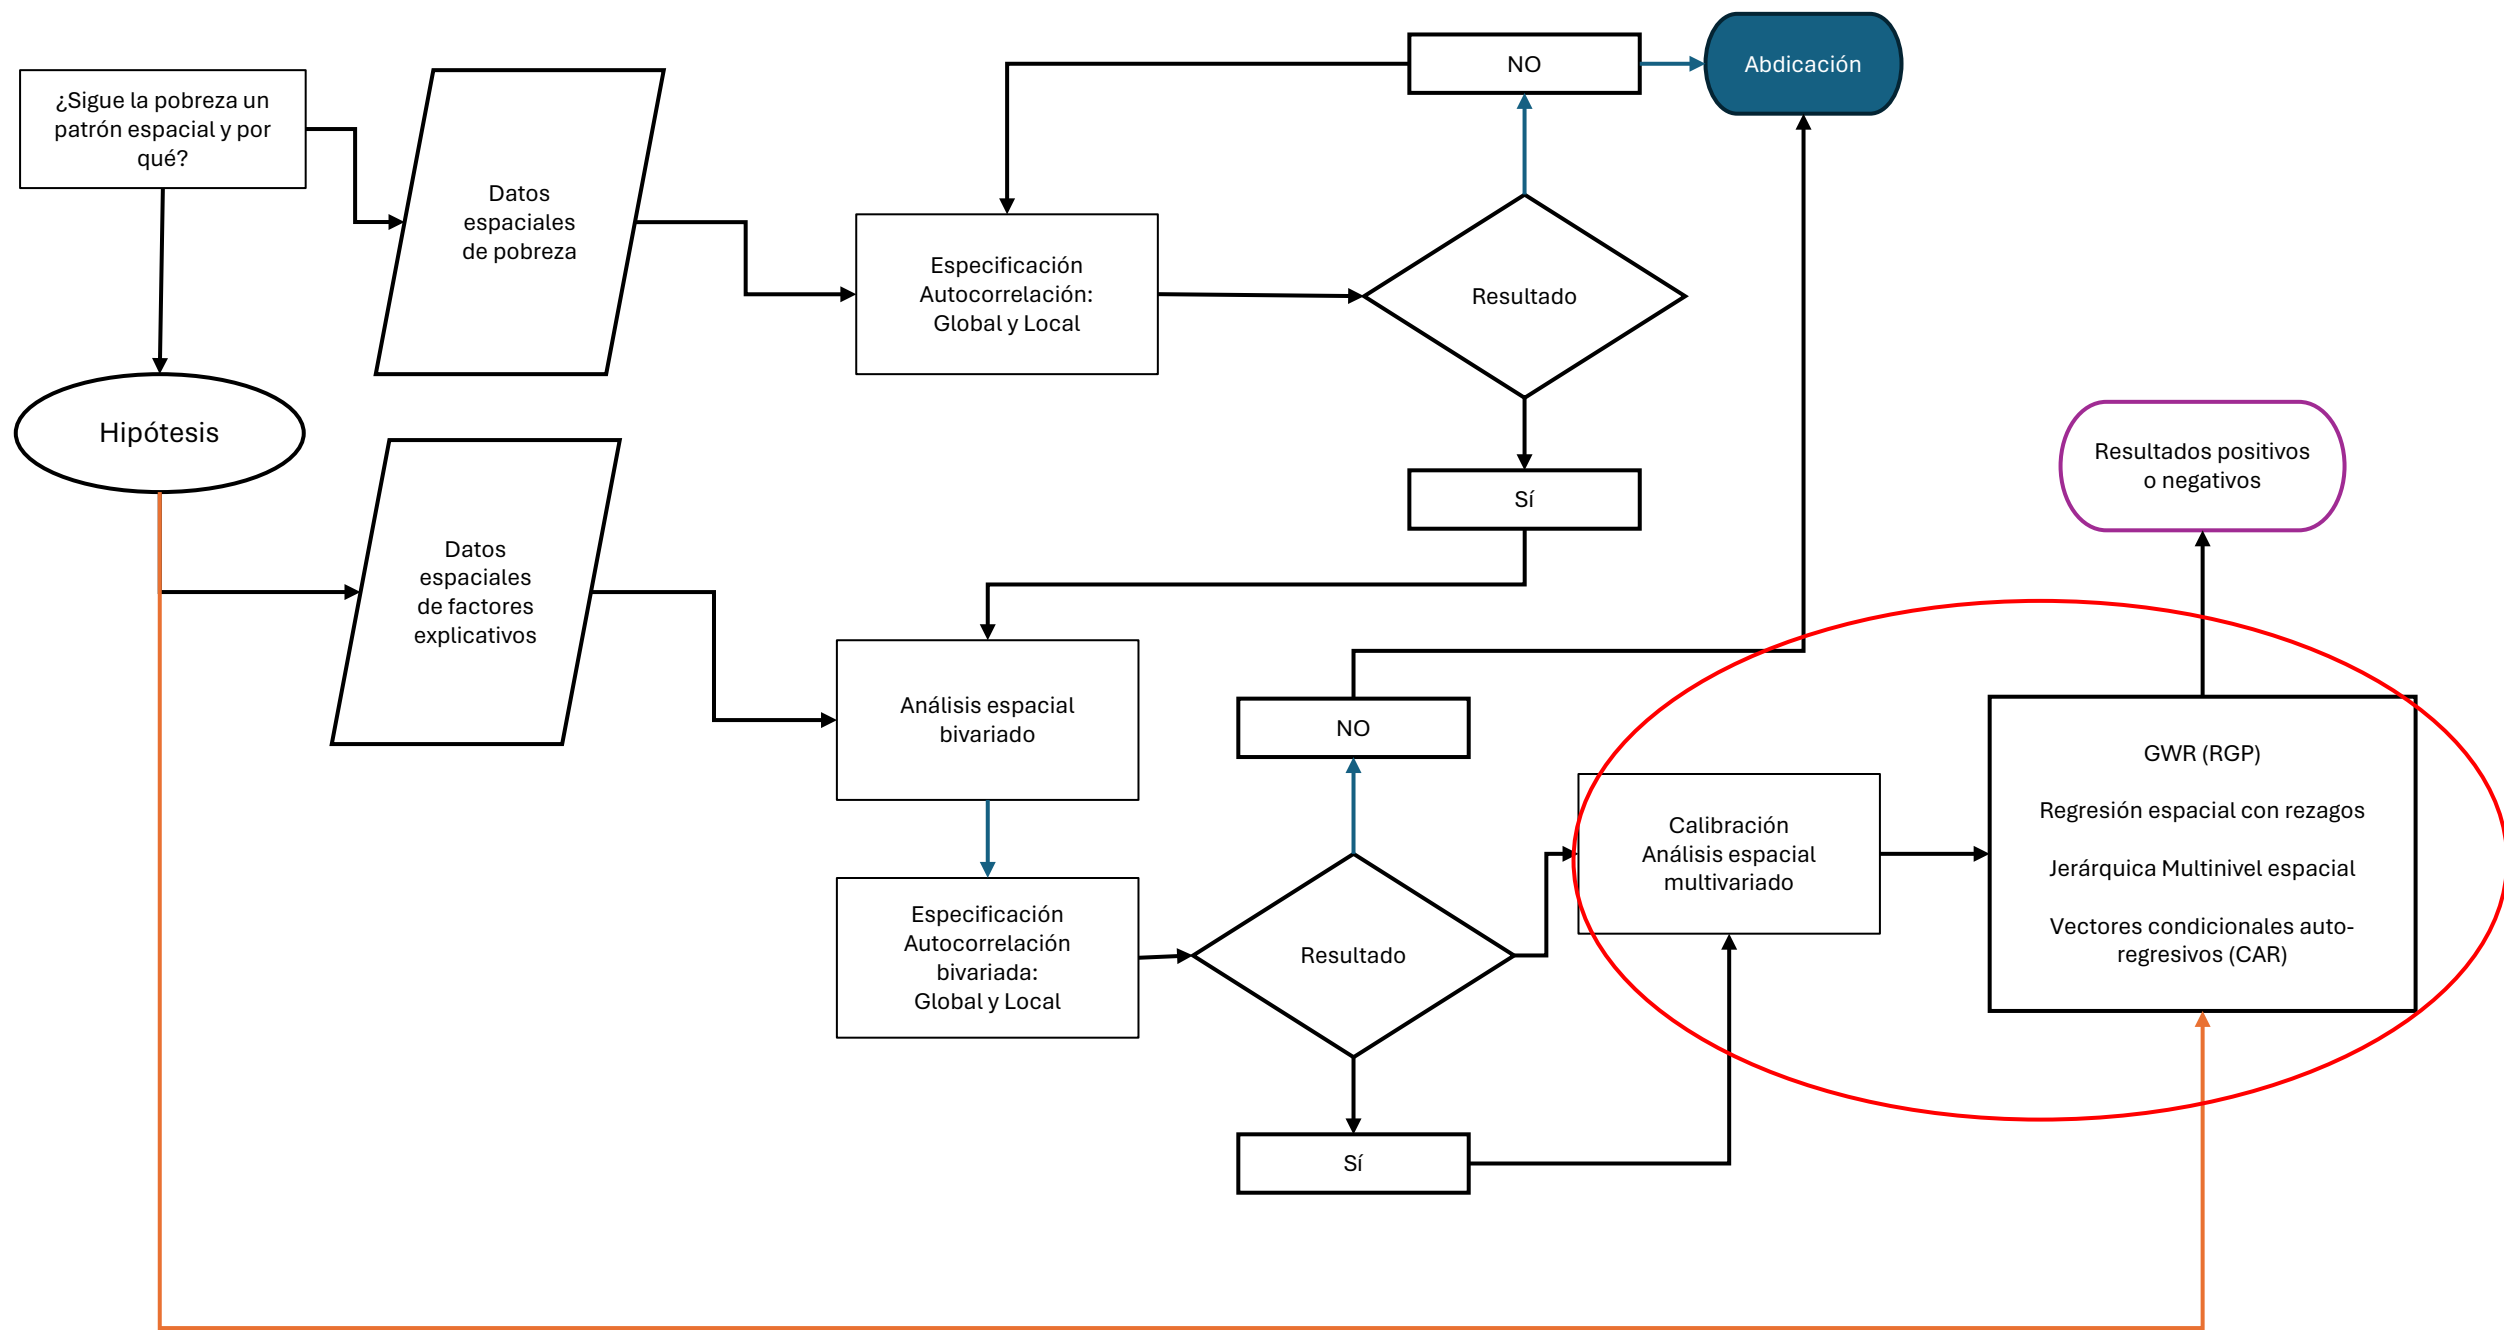 ¿Sigue la pobreza un
patrón espacial y por
qué?
Datos
espaciales
de pobreza
Especificación
Autocorrelación:
Global y Local
NO
Abdicación
Resultado
Sí
Hipótesis
Datos
espaciales
de factores
explicativos
Análisis espacial
bivariado
Especificación
Autocorrelación
bivariada:
Global y Local
NO
Resultado
Sí
Calibración
Análisis espacial
multivariado
GWR (RGP)
Regresión espacial con rezagos
Jerárquica Multinivel espacial
Vectores condicionales auto-
regresivos (CAR)
Resultados positivos
o negativos